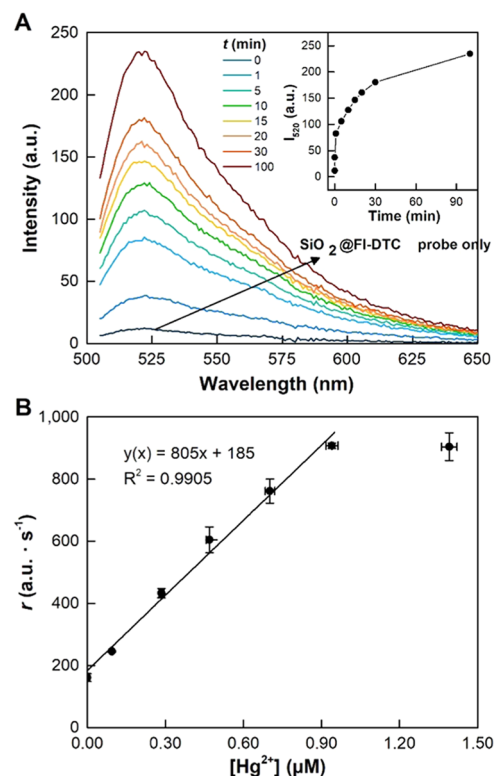 A
250
200
150
100
50
0
Intensity (a.u.)
500 525 550 575 600 625 650
Wavelength (nm)
t (min)
0
1
5
10
15
20
30
100
250
200
150
100
50
0
I520 (a.u.)
0 30 60 90
Time (min)
SiO 2 @Fl-DTC probe only
B
1,000
800
600
400
200
0
r (a.u. · s-1)
y(x) = 805x + 185
R2 = 0.9905
0.00 0.30 0.60 0.90 1.20 1.50
[Hg2+] (μM)